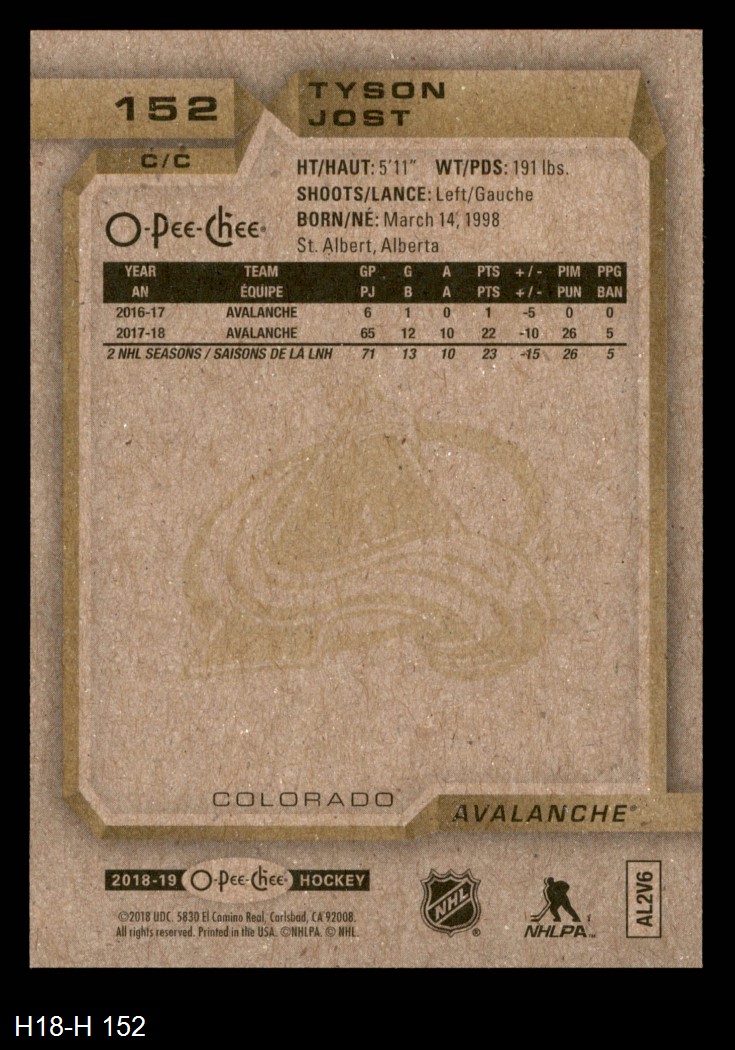 152
TYSON
JOST
C/C
HT/HAUT: 5'11" WT/PDS: 191 lbs.
SHOOTS/LANCE: Left/Gauche
BORN/NÉ: March 14, 1998
St. Albert, Alberta
O-Pee-Chee®
YEAR TEAM GP G A PTS +/- PIM PPG
AN ÉQUIPE PJ B A PTS +/- PUN BAN
2016-17 AVALANCHE 6 1 0 1 -5 0 0
2017-18 AVALANCHE 65 12 10 22 -10 26 5
2 NHL SEASONS / SAISONS DE LA LNH 71 13 10 23 -15 26 5
COLORADO
AVALANCHE®
2018-19 O-Pee-Chee® HOCKEY
©2018 UDC. 5830 El Camino Real, Carlsbad, CA 92008.
All rights reserved. Printed in the USA. ©NHLPA. © NHL.
NHL ®
NHLPA™
AL2V6
H18-H 152